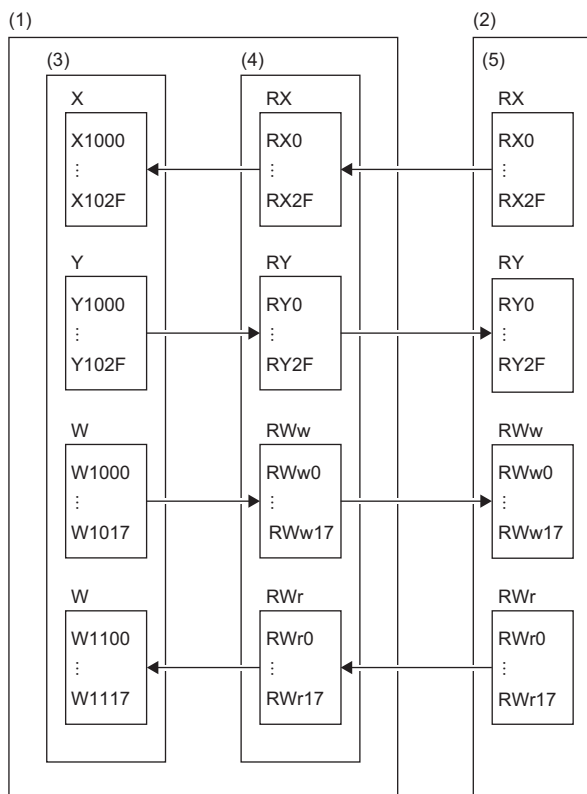 (1)
(2)
(3)
(4)
(5)
X
RX
RX
X1000
RX0
RX0
⋮
⋮
⋮
X102F
RX2F
RX2F
Y
RY
RY
Y1000
RY0
RY0
⋮
⋮
⋮
Y102F
RY2F
RY2F
W
RWw
RWw
W1000
RWw0
RWw0
⋮
⋮
⋮
W1017
RWw17
RWw17
W
RWr
RWr
W1100
RWr0
RWr0
⋮
⋮
⋮
W1117
RWr17
RWr17